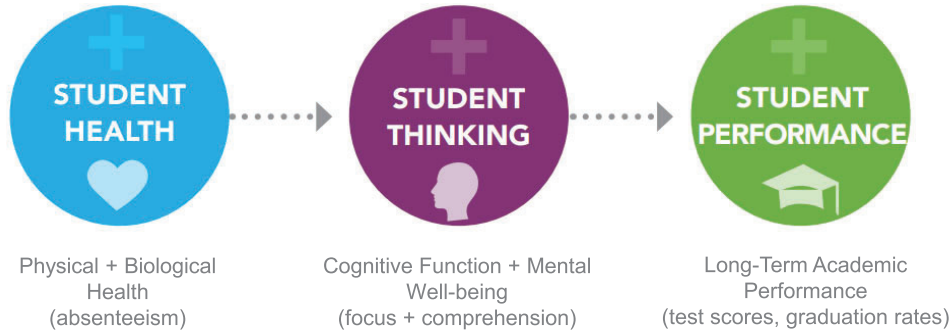 STUDENT
HEALTH
Physical + Biological
Health
(absenteeism)
STUDENT
THINKING
Cognitive Function + Mental
Well-being
(focus + comprehension)
STUDENT
PERFORMANCE
Long-Term Academic
Performance
(test scores, graduation rates)